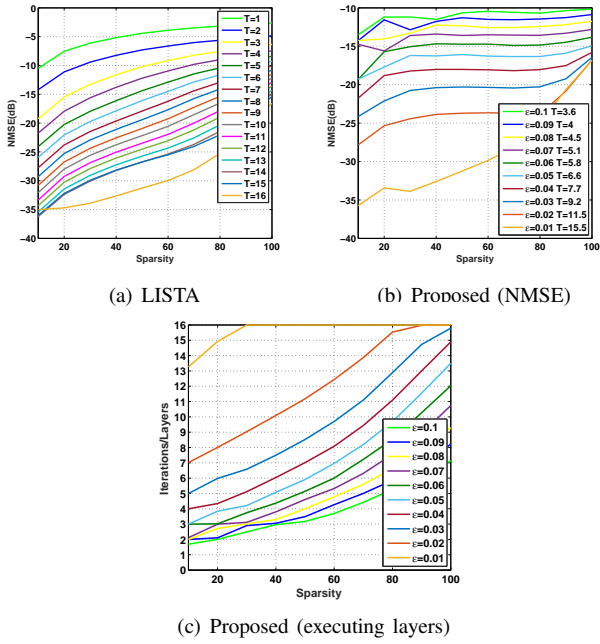 0
-5
-10
-15
-20
-25
-30
-35
-40
NMSE(dB)
20 40 60 80 100
Sparsity
T=1
T=2
T=3
T=4
T=5
T=6
T=7
T=8
T=9
T=10
T=11
T=12
T=13
T=14
T=15
T=16
(a) LISTA
-10
-15
-20
-25
-30
-35
-40
NMSE(dB)
20 40 60 80 100
Sparsity
ε=0.1 T=3.6
ε=0.09 T=4
ε=0.08 T=4.5
ε=0.07 T=5.1
ε=0.06 T=5.8
ε=0.05 T=6.6
ε=0.04 T=7.7
ε=0.03 T=9.2
ε=0.02 T=11.5
ε=0.01 T=15.5
(b) Proposed (NMSE)
16
15
14
13
12
11
10
9
8
7
6
5
4
3
2
1
0
Iterations/Layers
20 40 60 80 100
Sparsity
ε=0.1
ε=0.09
ε=0.08
ε=0.07
ε=0.06
ε=0.05
ε=0.04
ε=0.03
ε=0.02
ε=0.01
(c) Proposed (executing layers)